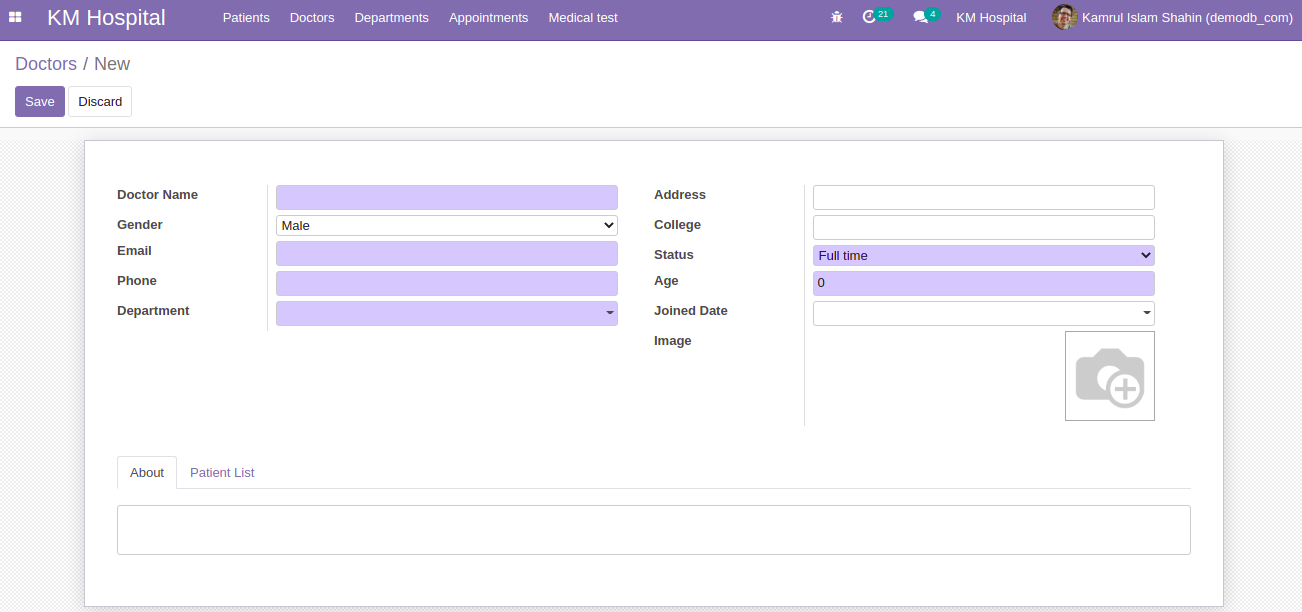 KM Hospital Patients Doctors Departments Appointments Medical test 21 4 KM Hospital Kamrul Islam Shahin (demodb_com)
Doctors / New
Save Discard
Doctor Name
Gender Male
Email
Phone
Department
Address
College
Status Full time
Age 0
Joined Date
Image
About Patient List